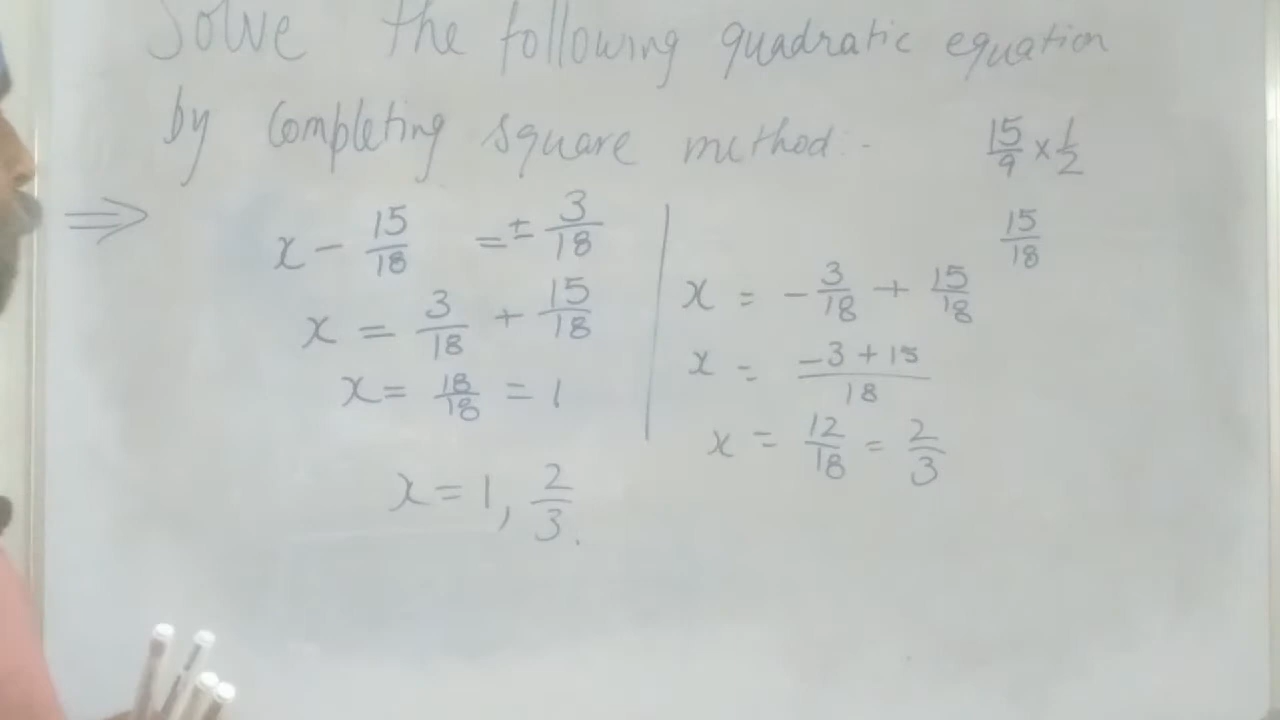 Solve the following quadratic equation
by completing square method:-
15/9 × 1/2
15/18
⇒ x - 15/18 = ± 3/18
x = 3/18 + 15/18
x = 18/18 = 1
x = - 3/18 + 15/18
x = (-3 + 15)/18
x = 12/18 = 2/3
x = 1, 2/3.